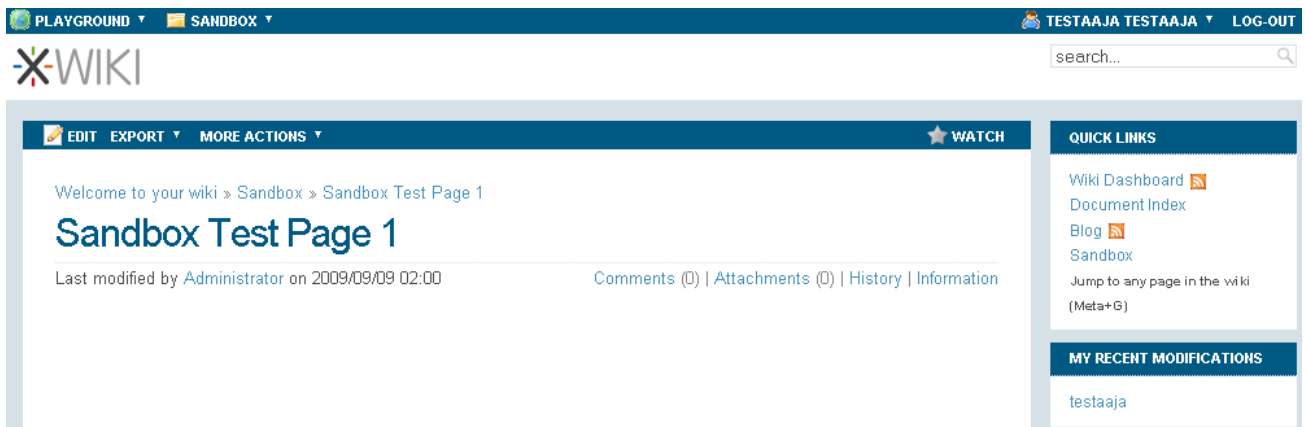 PLAYGROUND SANDBOX TESTAAJA TESTAAJA LOG-OUT
XWIKI
search...
EDIT EXPORT MORE ACTIONS WATCH
Welcome to your wiki » Sandbox » Sandbox Test Page 1
Sandbox Test Page 1
Last modified by Administrator on 2009/09/09 02:00
Comments (0) | Attachments (0) | History | Information
QUICK LINKS
Wiki Dashboard
Document Index
Blog
Sandbox
Jump to any page in the wiki
(Meta+G)
MY RECENT MODIFICATIONS
testaaja